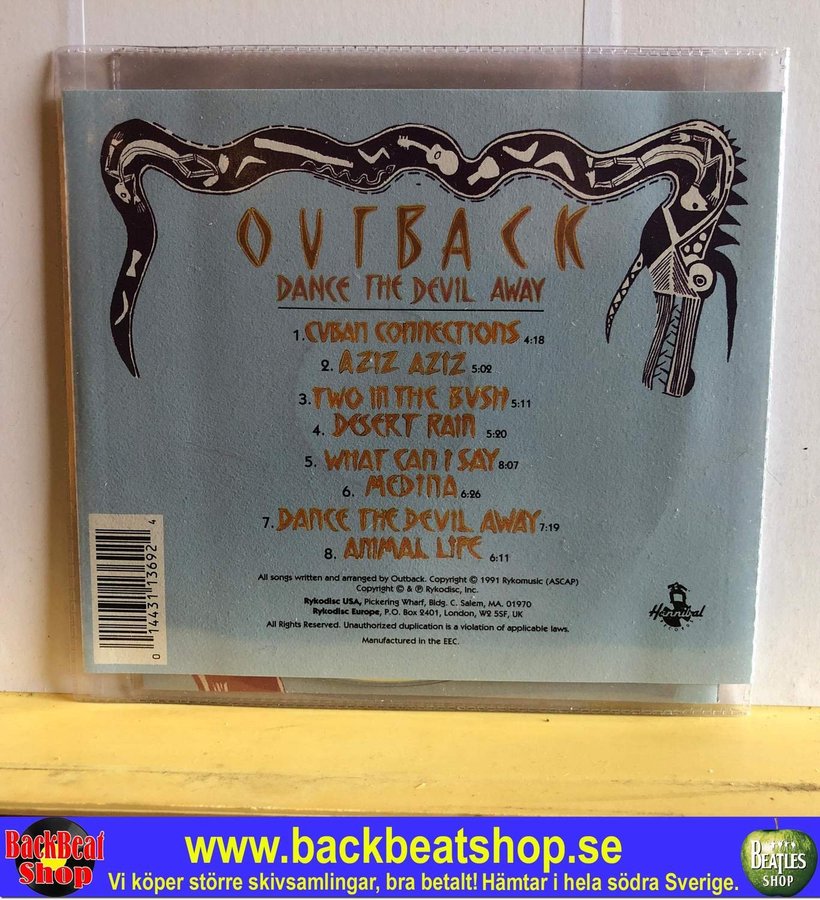 OUTBACK
DANCE THE DEVIL AWAY
1. CUBAN CONNECTIONS 4:18
2. AZIZ AZIZ 5:02
3. TWO IN THE BUSH 5:11
4. DESERT RAIN 5:20
5. WHAT CAN I SAY 8:07
6. MEDINA 6:26
7. DANCE THE DEVIL AWAY 7:19
8. ANIMAL LIFE 6:11
All songs written and arranged by Outback. Copyright © 1991 Rykomusic (ASCAP)
Copyright © & ℗ Rykodisc, Inc.
Rykodisc USA, Pickering Wharf, Bldg. C. Salem, MA. 01970
Rykodisc Europe, P.O. Box 2401, London, W2 5SF, UK
All Rights Reserved. Unauthorized duplication is a violation of applicable laws.
Manufactured in the EEC.
0 14431 13692 4
Hannibal
RECORDS
BackBeat
Shop
www.backbeatshop.se
Vi köper större skivsamlingar, bra betalt! Hämtar i hela södra Sverige.
BEATLES
SHOP